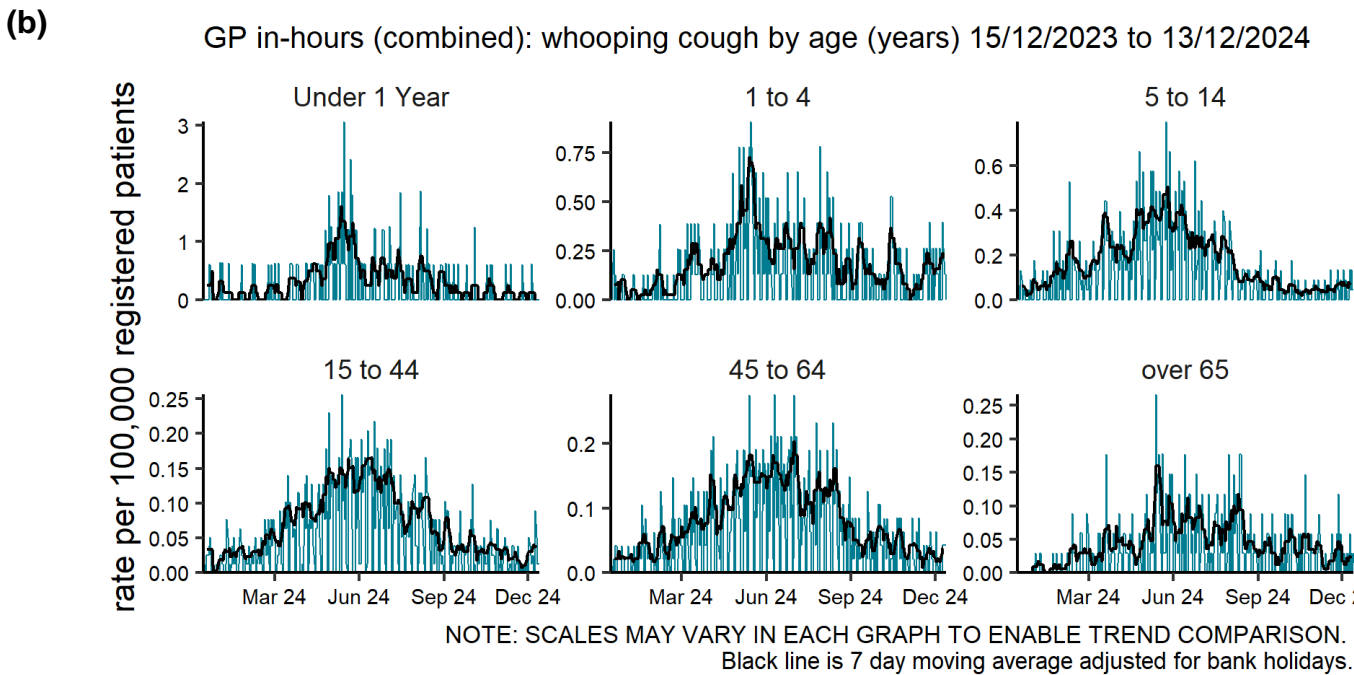 (b)
GP in-hours (combined): whooping cough by age (years) 15/12/2023 to 13/12/2024
rate per 100,000 registered patients
Under 1 Year
3
2
1
0
1 to 4
0.75
0.50
0.25
0.00
5 to 14
0.6
0.4
0.2
0.0
15 to 44
0.25
0.20
0.15
0.10
0.05
0.00
Mar 24 Jun 24 Sep 24 Dec 24
45 to 64
0.2
0.1
0.0
Mar 24 Jun 24 Sep 24 Dec 24
over 65
0.25
0.20
0.15
0.10
0.05
0.00
Mar 24 Jun 24 Sep 24 Dec 2
NOTE: SCALES MAY VARY IN EACH GRAPH TO ENABLE TREND COMPARISON.
Black line is 7 day moving average adjusted for bank holidays.